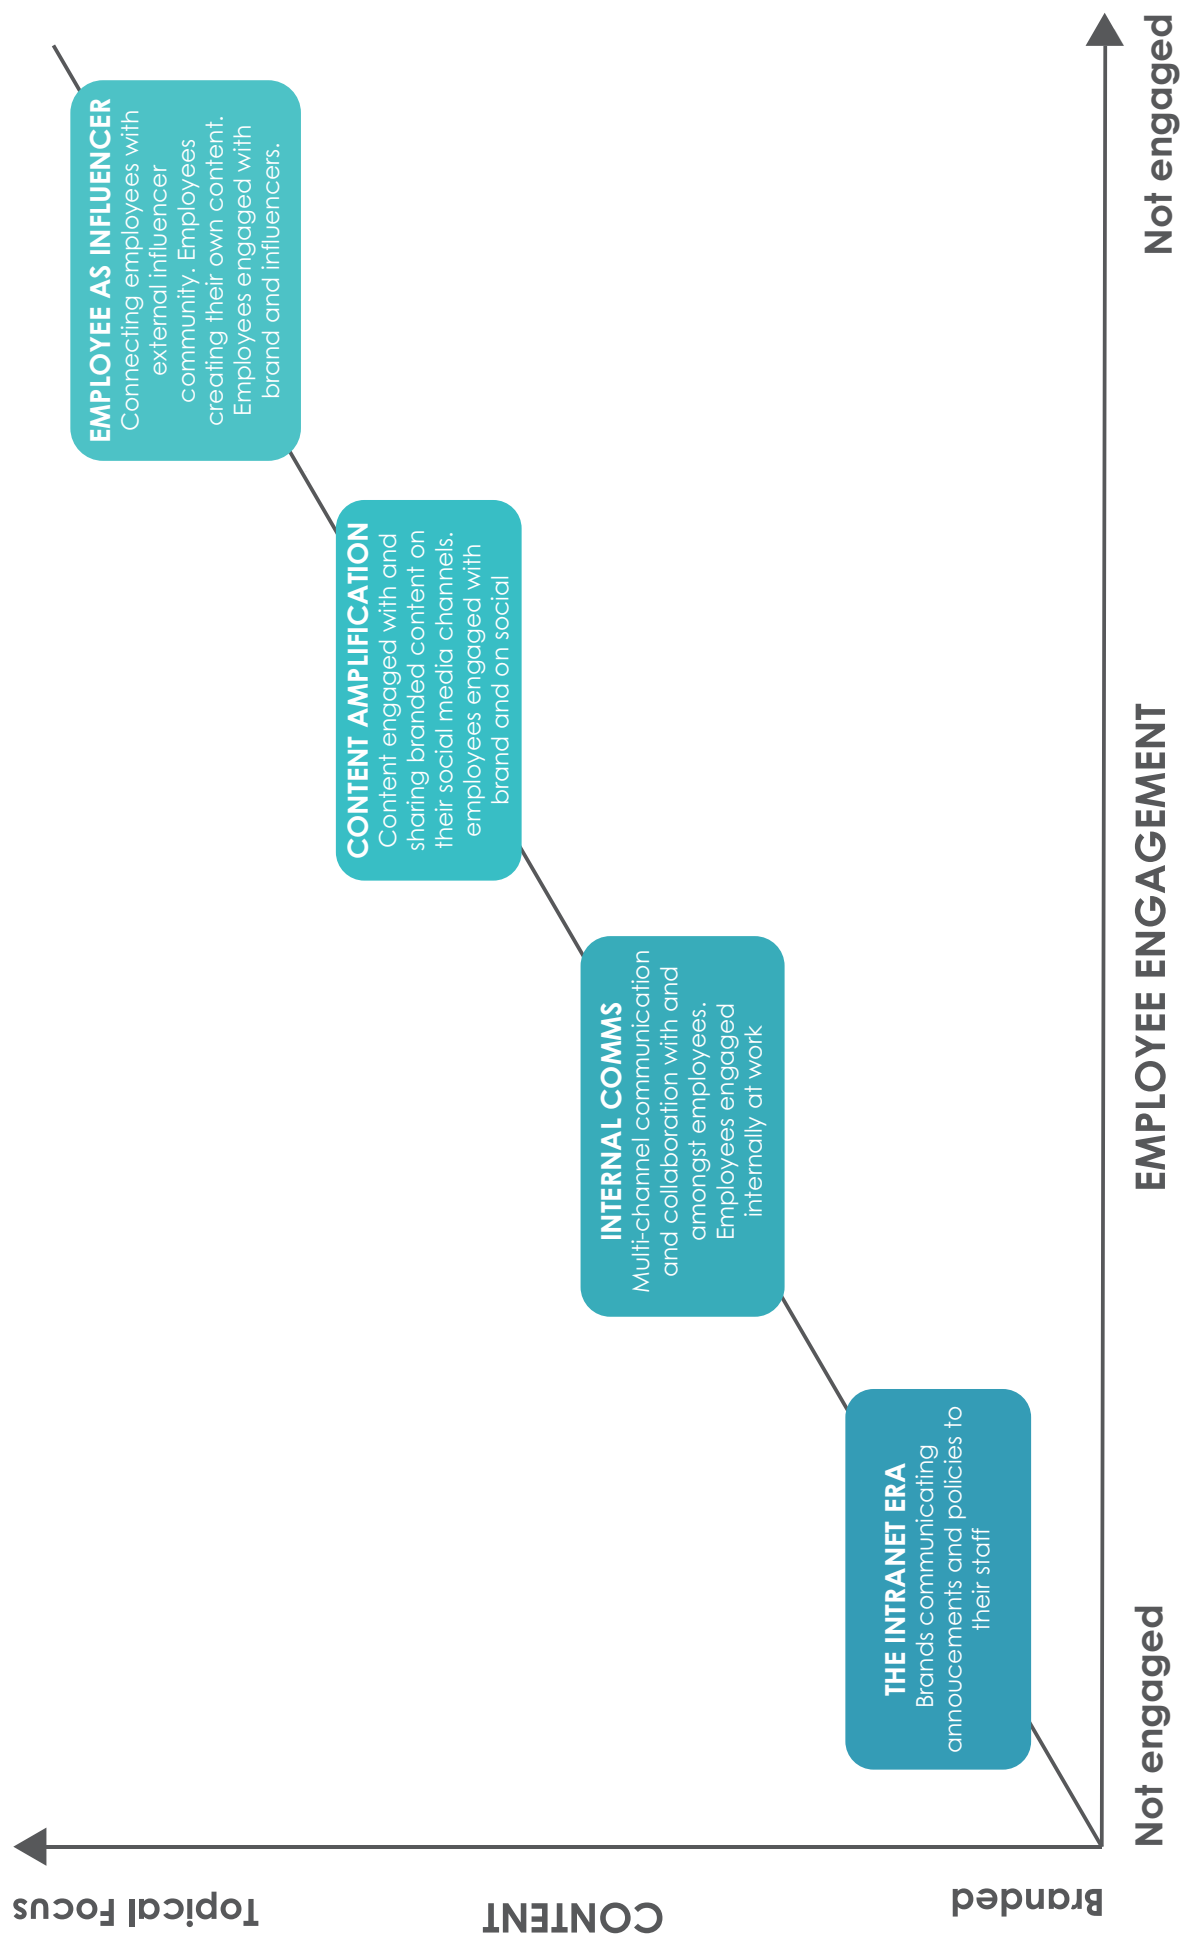 Topical Focus
CONTENT
Branded
EMPLOYEE AS INFLUENCER
Connecting employees with
external influencer
community. Employees
creating their own content.
Employees engaged with
brand and influencers.
CONTENT AMPLIFICATION
Content engaged with and
sharing branded content on
their social media channels.
employees engaged with
brand and on social
INTERNAL COMMS
Multi-channel communication
and collaboration with and
amongst employees.
Employees engaged
internally at work
THE INTRANET ERA
Brands communicating
annoucements and policies to
their staff
Not engaged
EMPLOYEE ENGAGEMENT
Not engaged